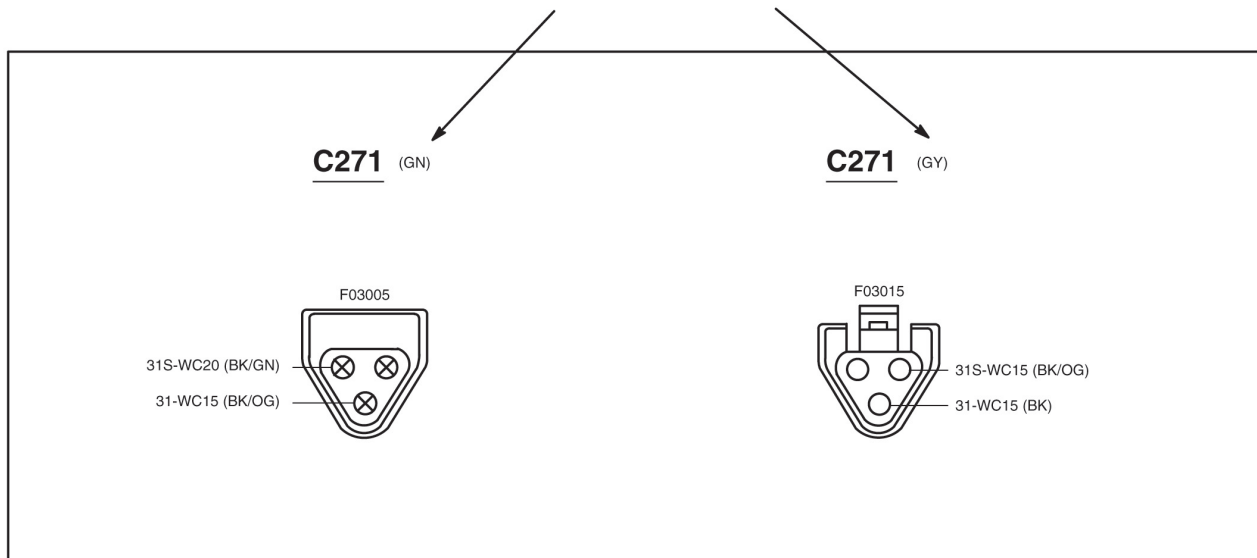 C271 (GN)
C271 (GY)
F03005
F03015
31S-WC20 (BK/GN)
31-WC15 (BK/OG)
31S-WC15 (BK/OG)
31-WC15 (BK)